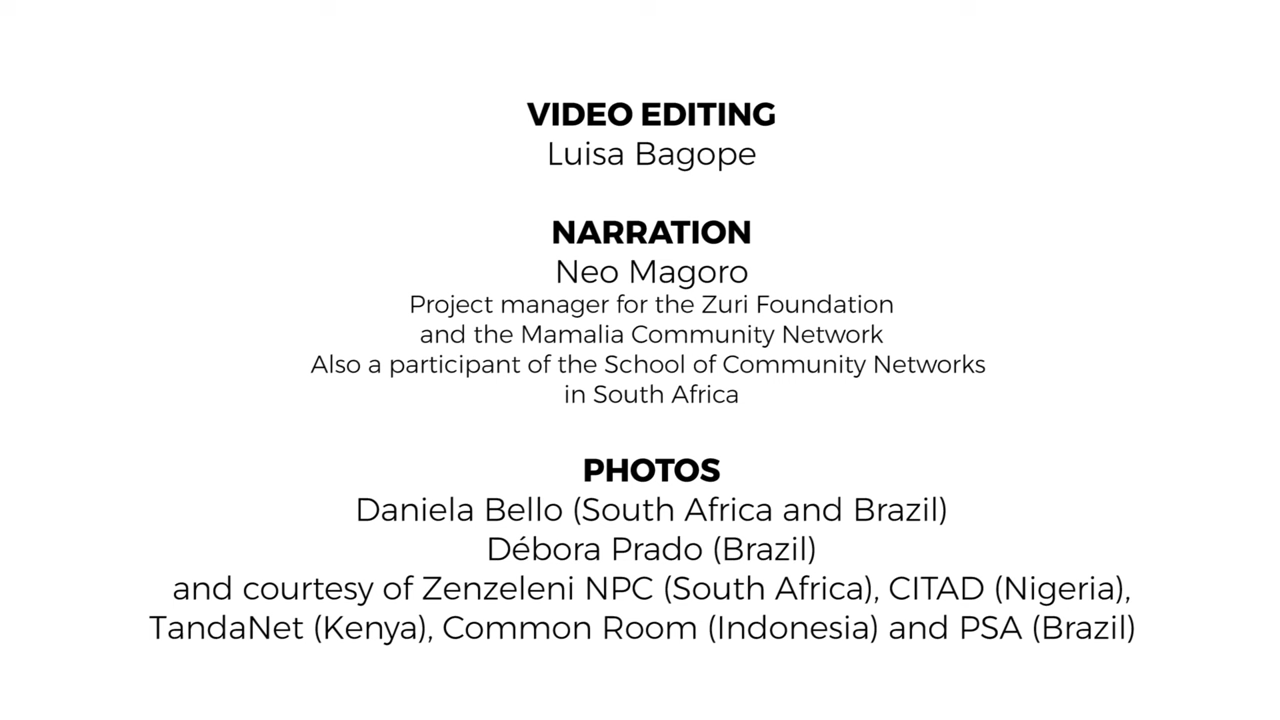 VIDEO EDITING
Luisa Bagope
NARRATION
Neo Magoro
Project manager for the Zuri Foundation
and the Mamalia Community Network
Also a participant of the School of Community Networks
in South Africa
PHOTOS
Daniela Bello (South Africa and Brazil)
Débora Prado (Brazil)
and courtesy of Zenzeleni NPC (South Africa), CITAD (Nigeria),
TandaNet (Kenya), Common Room (Indonesia) and PSA (Brazil)